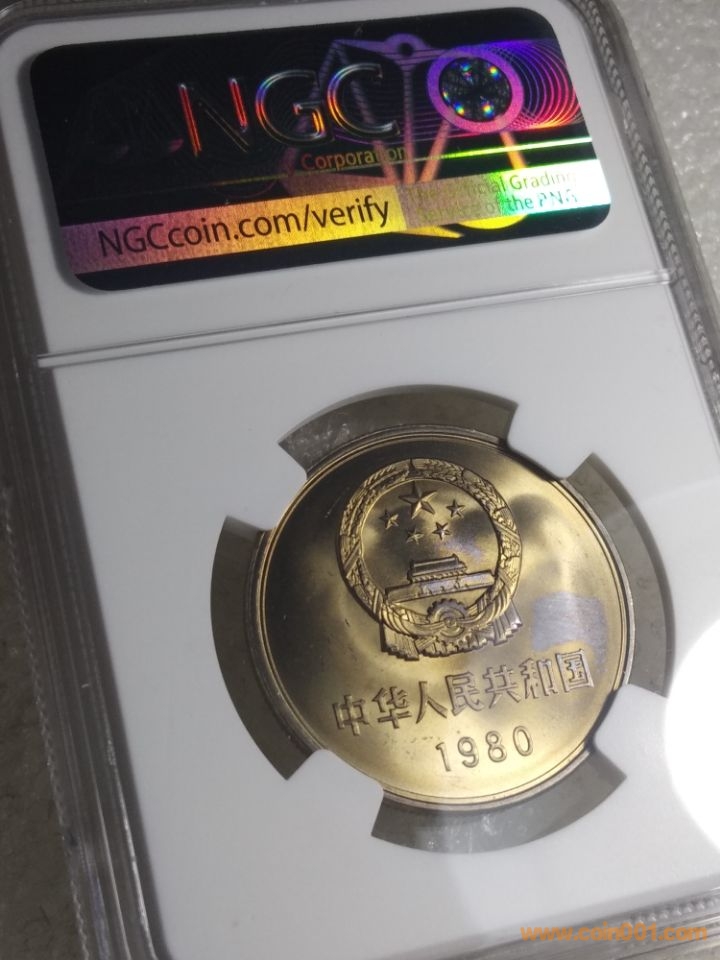 NGC
Corporation
NGCcoin.com/verify
The Official Grading
Service of the PNG
中华人民共和国
1980
www.coin001.com